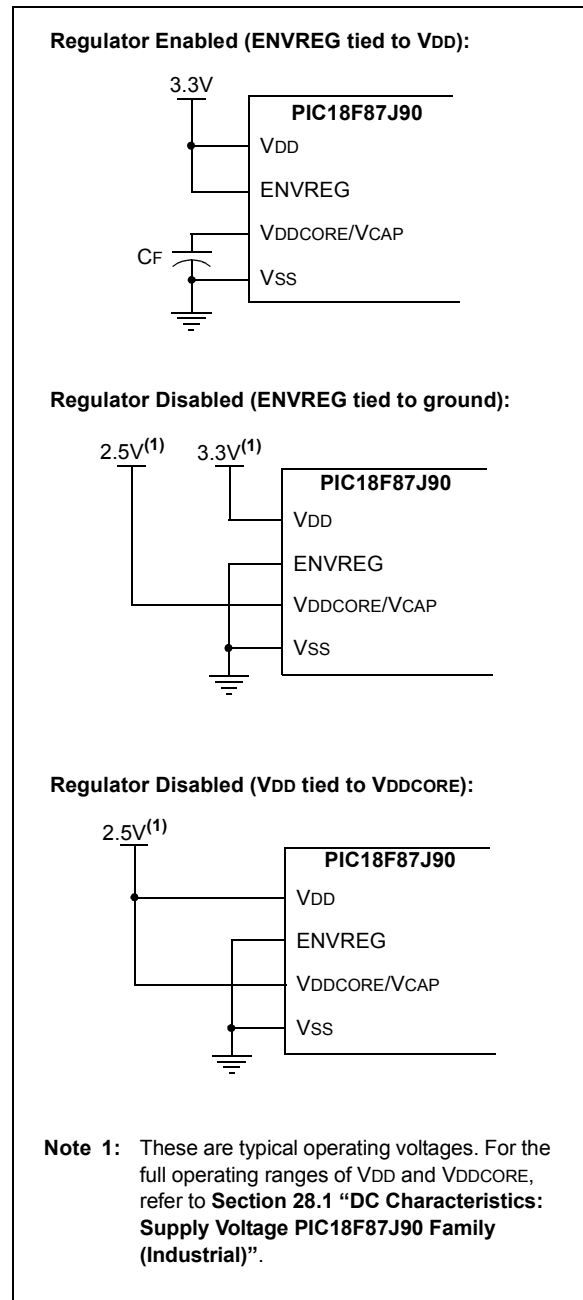 Regulator Enabled (ENVREG tied to VDD):
3.3V
PIC18F87J90
VDD
ENVREG
VDDCORE/VCAP
CF
VSS
Regulator Disabled (ENVREG tied to ground):
2.5V(1) 3.3V(1)
PIC18F87J90
VDD
ENVREG
VDDCORE/VCAP
VSS
Regulator Disabled (VDD tied to VDDCORE):
2.5V(1)
PIC18F87J90
VDD
ENVREG
VDDCORE/VCAP
VSS
Note 1: These are typical operating voltages. For the
full operating ranges of VDD and VDDCORE,
refer to Section 28.1 “DC Characteristics:
Supply Voltage PIC18F87J90 Family
(Industrial)”.